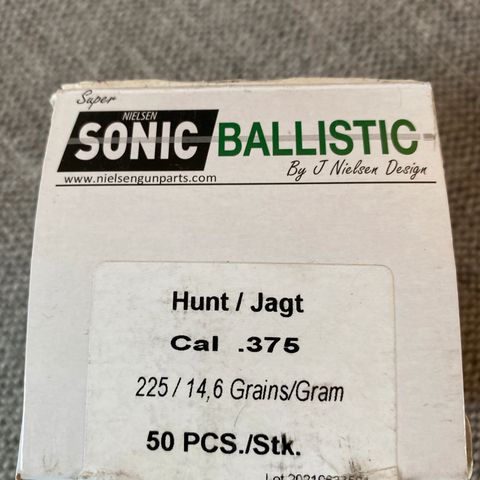 Super
NIELSEN
SONIC BALLISTIC
www.nielsengunparts.com
By J Nielsen Design
Hunt / Jagt
Cal .375
225 / 14,6 Grains/Gram
50 PCS./Stk.
Lot